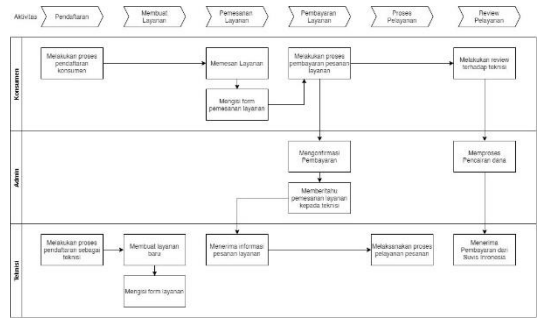 Aktivitas
Pendaftaran
Membuat
Layanan
Pemesanan
Layanan
Pembayaran
Layanan
Proses
Pelayanan
Review
Pelayanan
Konsumen
Melakukan proses
pendaftaran
konsumen
Memesan Layanan
Mengisi form
pemesanan layanan
Melakukan proses
pembayaran pesanan
layanan
Melakukan review
terhadap teknisi
Admin
Mengonfirmasi
Pembayaran
Memberitahu
pemesanan layanan
kepada teknisi
Memproses
Pencairan dana
Teknisi
Melakukan proses
pendaftaran sebagai
teknisi
Membuat layanan
baru
Mengisi form layanan
Menerima informasi
pesanan layanan
Melaksanakan proses
pelayanan pesanan
Menerima
Pembayaran dari